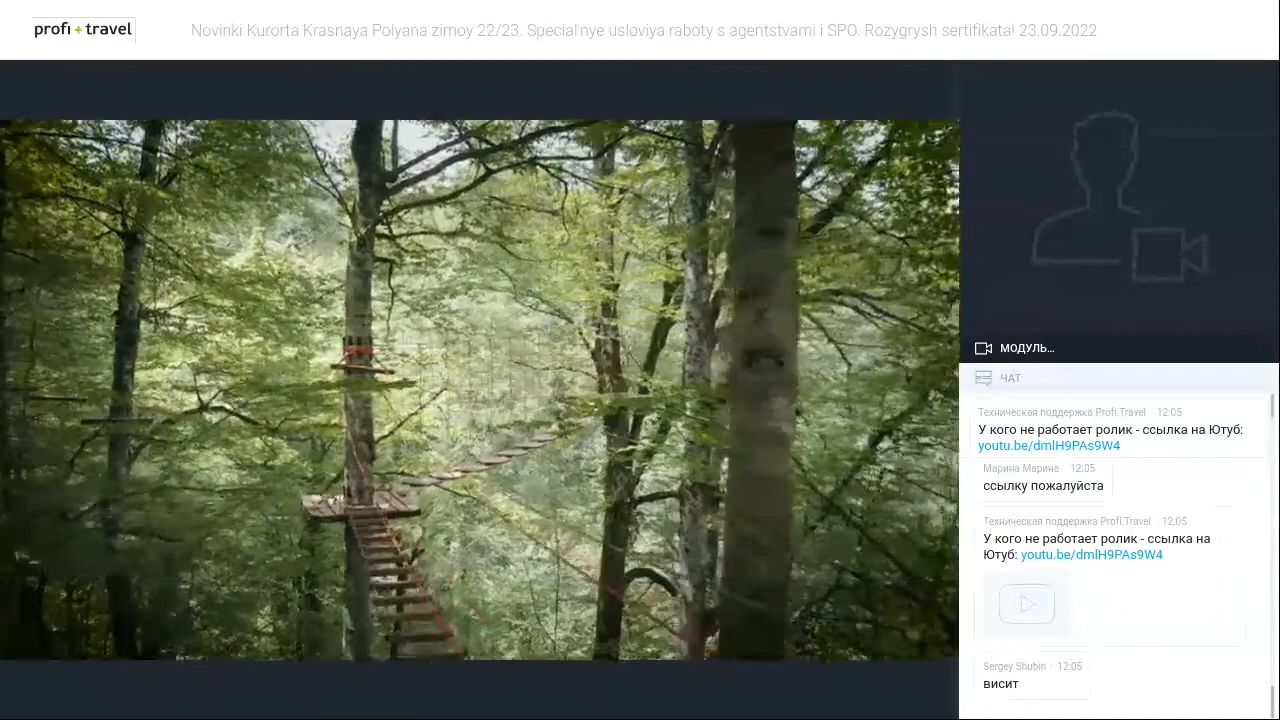 profi travel
Novinki Kurorta Krasnaya Polyana zimoy 22/23. Special'nye usloviya raboty s agentstvami i SPO. Rozygrysh sertifikata! 23.09.2022
МОДУЛЬ...
ЧАТ
Техническая поддержка Profi.Travel · 12:05
У кого не работает ролик - ссылка на Ютуб:
youtu.be/dmlH9PAs9W4
Марина Марина 12:05
ссылку пожалуйста
Техническая поддержка Profi.Travel · 12:05
У кого не работает ролик - ссылка на
Ютуб: youtu.be/dmlH9PAs9W4
Sergey Shubin · 12:05
висит